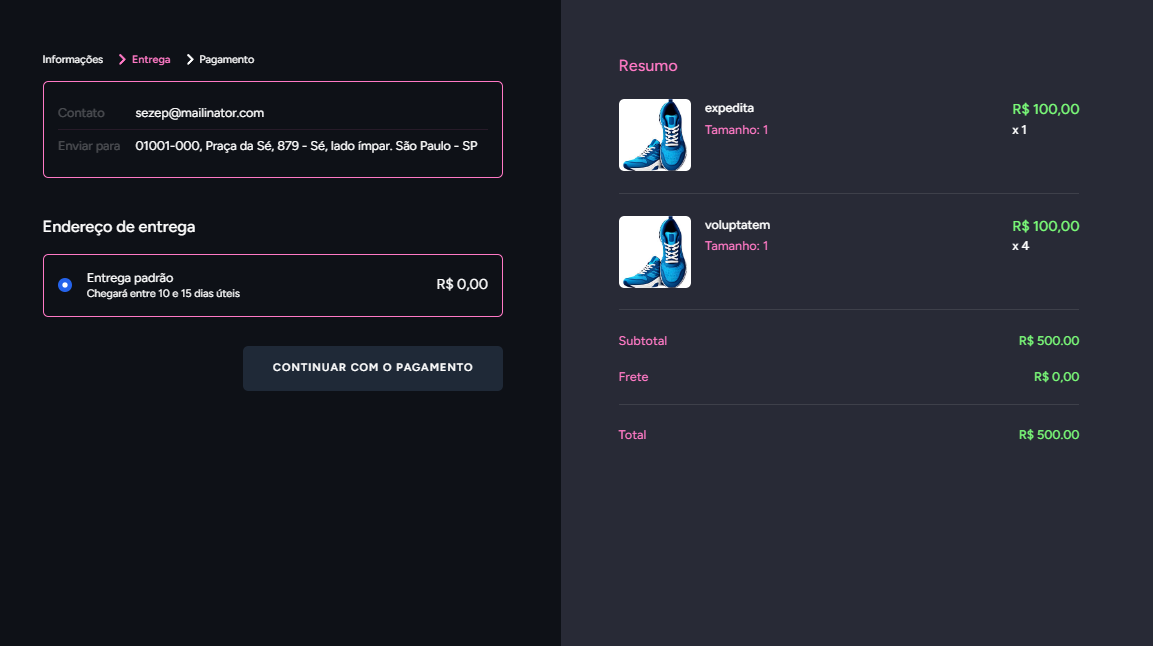 Informações Entrega Pagamento
Contato sezep@mailinator.com
Enviar para 01001-000, Praça da Sé, 879 - Sé, lado ímpar. São Paulo - SP
Endereço de entrega
Entrega padrão
Chegará entre 10 e 15 dias úteis
R$ 0,00
CONTINUAR COM O PAGAMENTO
Resumo
expedita R$ 100,00
Tamanho: 1 x 1
voluptatem R$ 100,00
Tamanho: 1 x 4
Subtotal R$ 500.00
Frete R$ 0,00
Total R$ 500.00